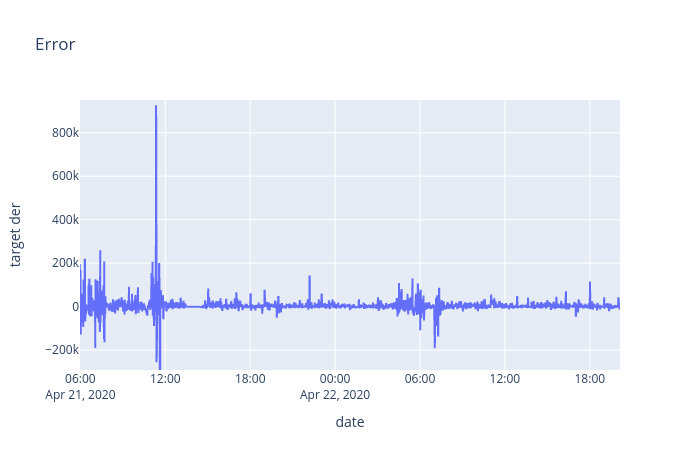 Error
target der
800k
600k
400k
200k
0
−200k
06:00
Apr 21, 2020
12:00
18:00
00:00
Apr 22, 2020
06:00
12:00
18:00
date